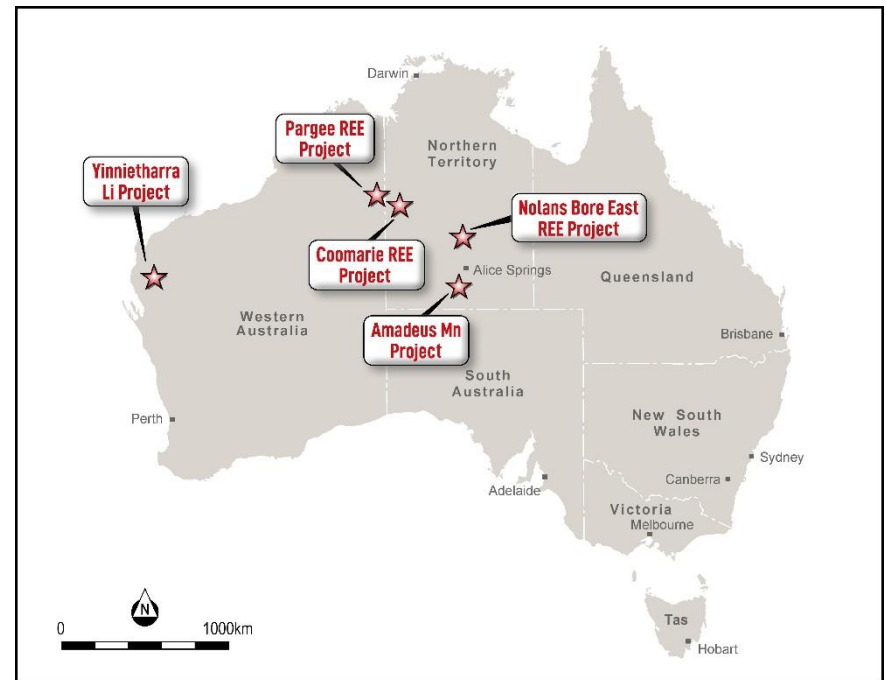 Darwin
Pargee REE
Project
Northern
Territory
Yinnietharra
Li Project
Nolans Bore East
REE Project
Coomarie REE
Project
Alice Springs
Queensland
Western
Australia
Amadeus Mn
Project
Brisbane
South
Australia
Perth
New South
Wales
Sydney
Canberra
Adelaide
Victoria
Melbourne
N
0
1000km
Tas
Hobart